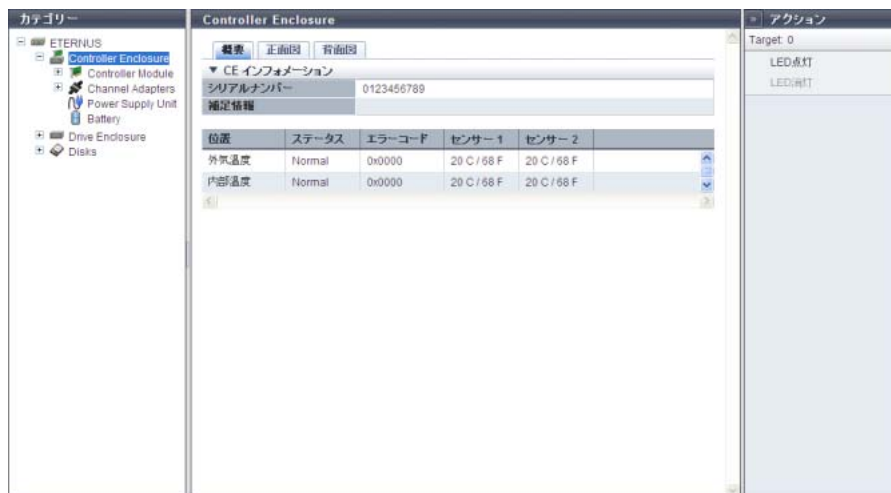 カテゴリー
ETERNUS
Controller Enclosure
Controller Module
Channel Adapters
Power Supply Unit
Battery
Drive Enclosure
Disks
Controller Enclosure
概要 正面図 背面図
▼ CE インフォメーション
シリアルナンバー 0123456789
補足情報
位置 ステータス エラーコード センサー 1 センサー 2
外気温度 Normal 0x0000 20 C / 68 F 20 C / 68 F
内部温度 Normal 0x0000 20 C / 68 F 20 C / 68 F
» アクション
Target: 0
LED点灯
LED消灯